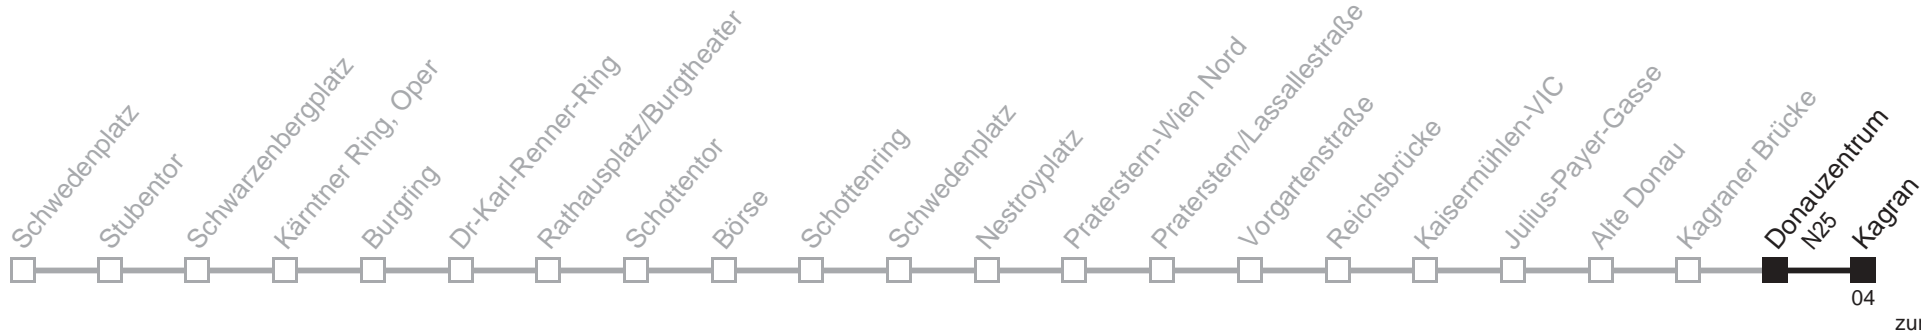 Schwedenplatz
Stubentor
Schwarzenbergplatz
Kärntner Ring, Oper
Burgring
Dr-Karl-Renner-Ring
Rathausplatz/Burgtheater
Schottentor
Börse
Schottenring
Schwedenplatz
Nestroyplatz
Praterstern-Wien Nord
Praterstern/Lassallestraße
Vorgartenstraße
Reichsbrücke
Kaisermühlen-VIC
Julius-Payer-Gasse
Alte Donau
Kagraner Brücke
Donauzentrum
N25
Kagran
04
zur